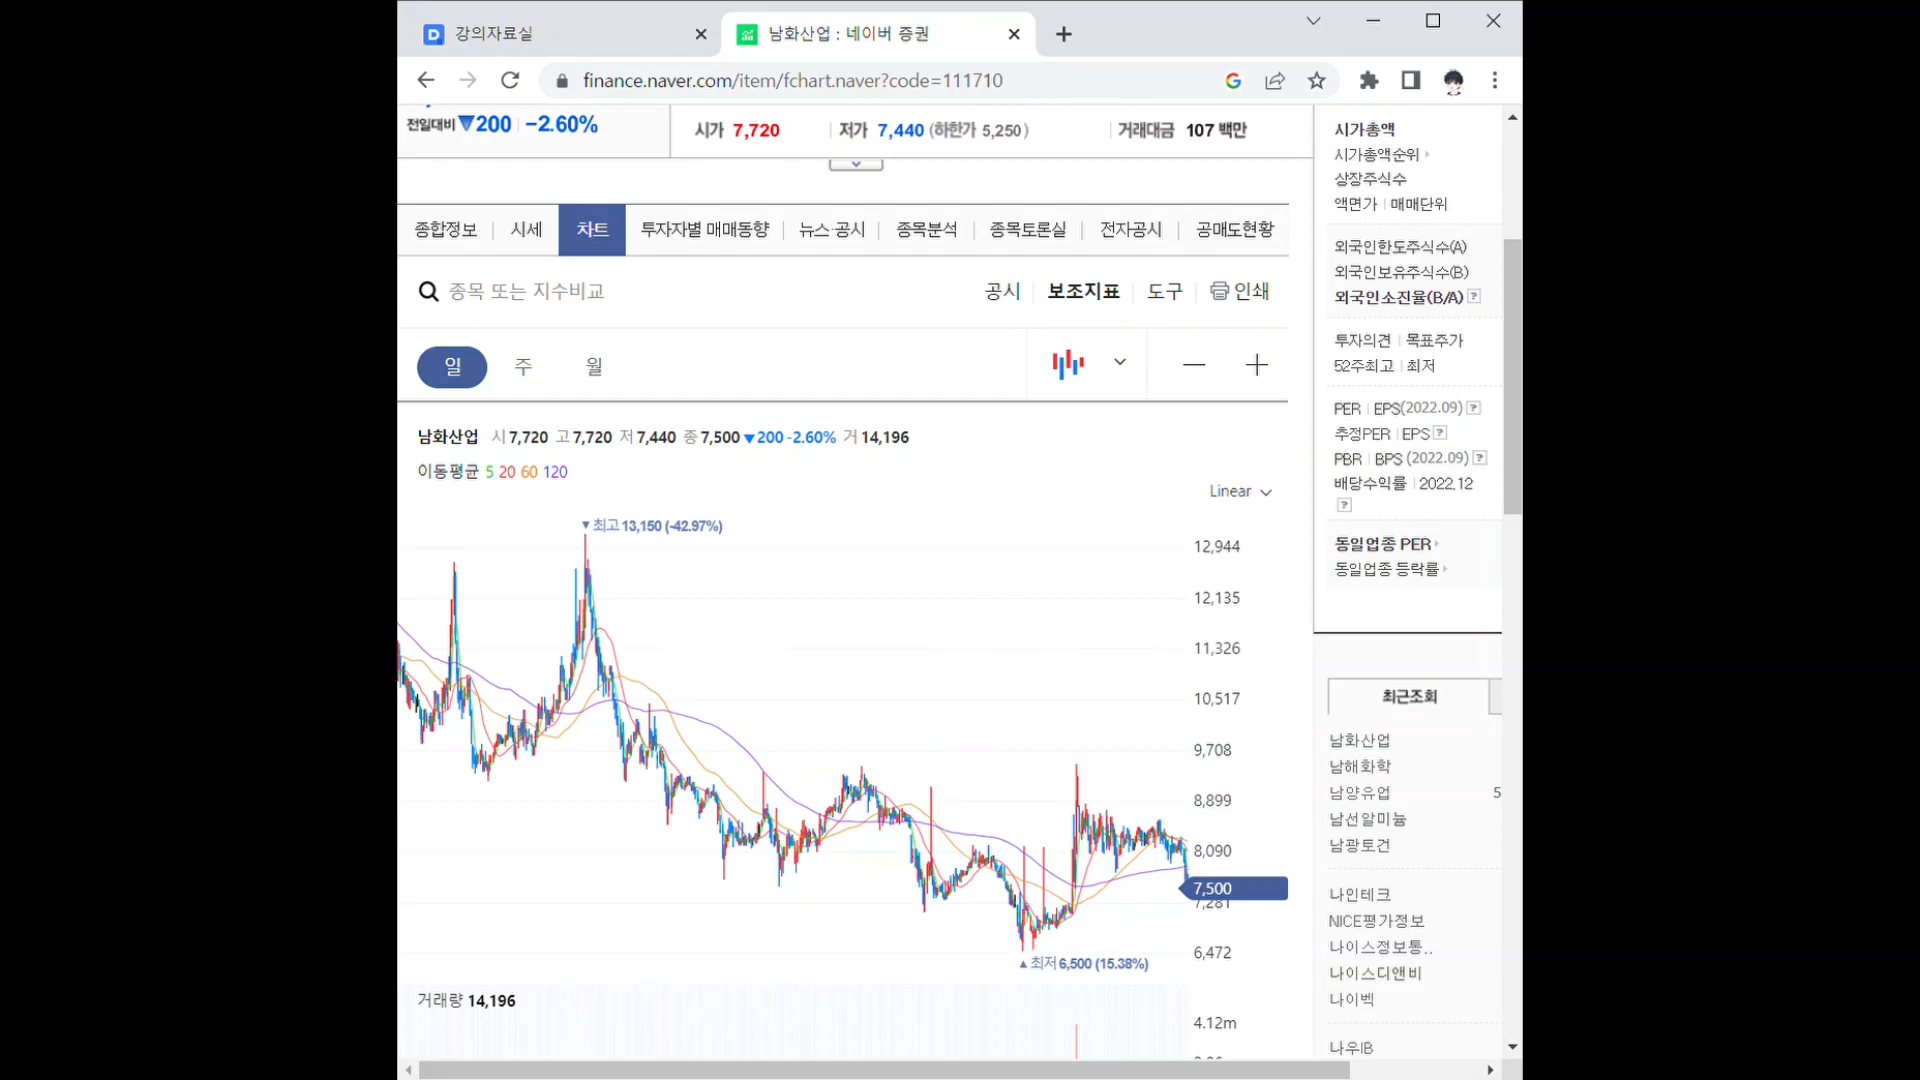 강의자료실
남화산업 : 네이버 증권
finance.naver.com/item/fchart.naver?code=111710
전일대비 ▼200 -2.60%
시가 7,720 저가 7,440 (하한가 5,250) 거래대금 107 백만
종합정보 시세 차트 투자자별 매매동향 뉴스·공시 종목분석 종목토론실 전자공시 공매도현황
종목 또는 지수비교 공시 보조지표 도구 인쇄
일 주 월
남화산업 시 7,720 고 7,720 저 7,440 종 7,500 ▼200 -2.60% 거 14,196
이동평균 5 20 60 120
Linear
▼최고 13,150 (-42.97%)
12,944
12,135
11,326
10,517
9,708
8,899
8,090
7,500
7,281
6,472
▲최저 6,500 (15.38%)
거래량 14,196
4.12m
시가총액
시가총액순위
상장주식수
액면가 매매단위
외국인한도주식수(A)
외국인보유주식수(B)
외국인소진율(B/A) ?
투자의견 목표주가
52주최고 최저
PER EPS(2022.09) ?
추정PER EPS ?
PBR BPS (2022.09) ?
배당수익률 2022.12
?
동일업종 PER
동일업종 등락률
최근조회
남화산업
남해화학
남양유업 5
남선알미늄
남광토건
나인테크
NICE평가정보
나이스정보통..
나이스디앤비
나이벡
나우IB